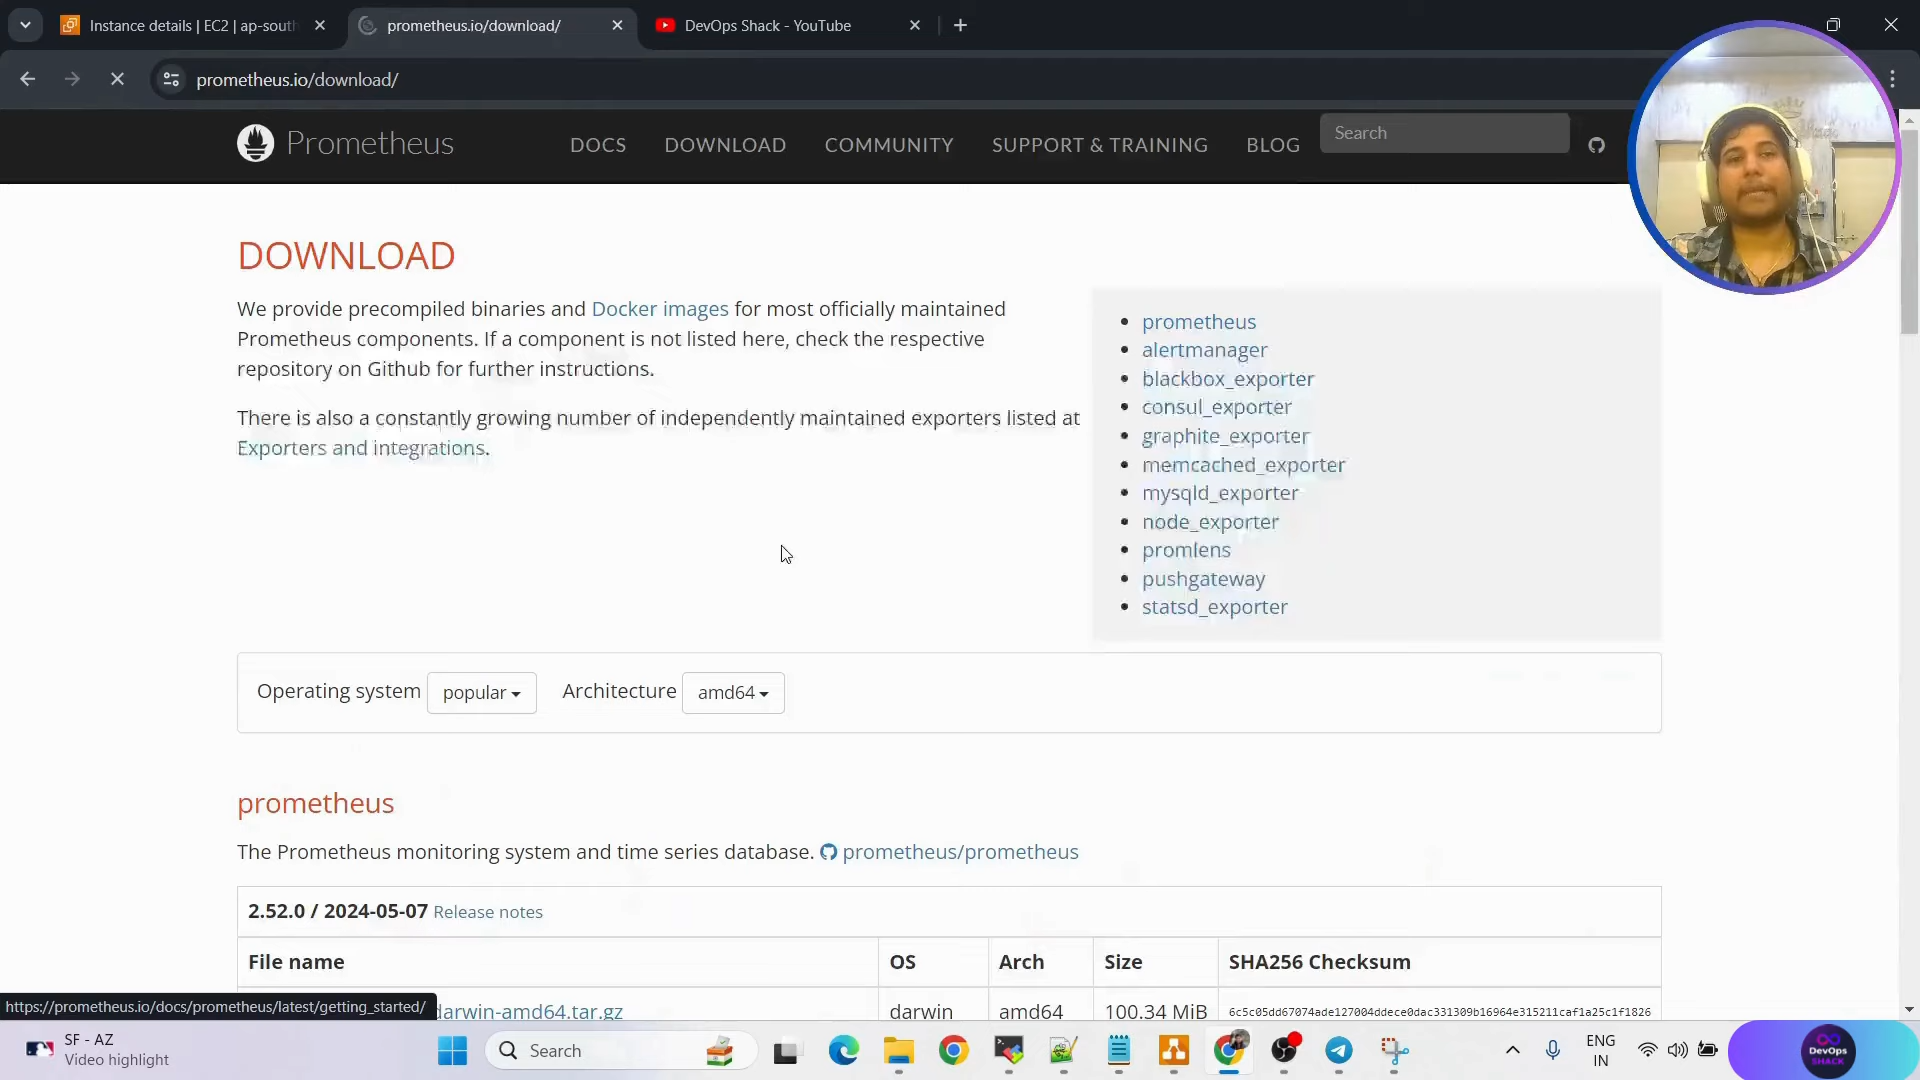 Instance details | EC2 | ap-south
prometheus.io/download/
DevOps Shack - YouTube
prometheus.io/download/
Prometheus
DOCS
DOWNLOAD
COMMUNITY
SUPPORT & TRAINING
BLOG
Search
DOWNLOAD
We provide precompiled binaries and Docker images for most officially maintained
Prometheus components. If a component is not listed here, check the respective
repository on Github for further instructions.
There is also a constantly growing number of independently maintained exporters listed at
Exporters and integrations.
prometheus
alertmanager
blackbox_exporter
consul_exporter
graphite_exporter
memcached_exporter
mysqld_exporter
node_exporter
promlens
pushgateway
statsd_exporter
Operating system popular Architecture amd64
prometheus
The Prometheus monitoring system and time series database. prometheus/prometheus
2.52.0 / 2024-05-07 Release notes
File name OS Arch Size SHA256 Checksum
darwin-amd64.tar.gz darwin amd64 100.34 MiB 6c5c05dd67074ade127004ddece0dac331309b16964e315211caf1a25c1f1826
https://prometheus.io/docs/prometheus/latest/getting_started/
SF - AZ
Video highlight
Search
ENG
IN
DevOps
SHACK